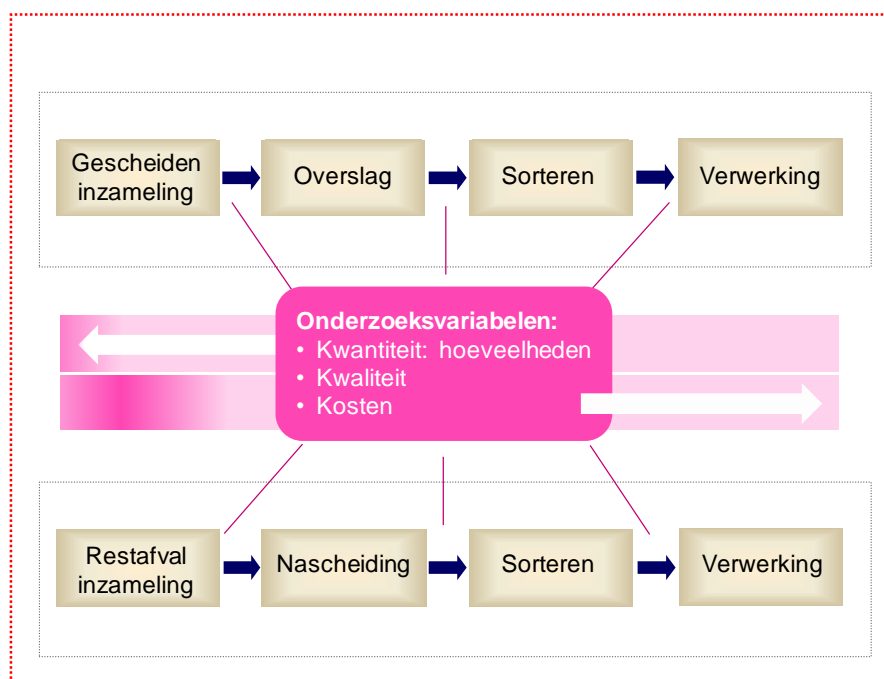 Gescheiden
inzameling
Overslag
Sorteren
Verwerking
Onderzoeksvariabelen:
• Kwantiteit: hoeveelheden
• Kwaliteit
• Kosten
Restafval
inzameling
Nascheiding
Sorteren
Verwerking